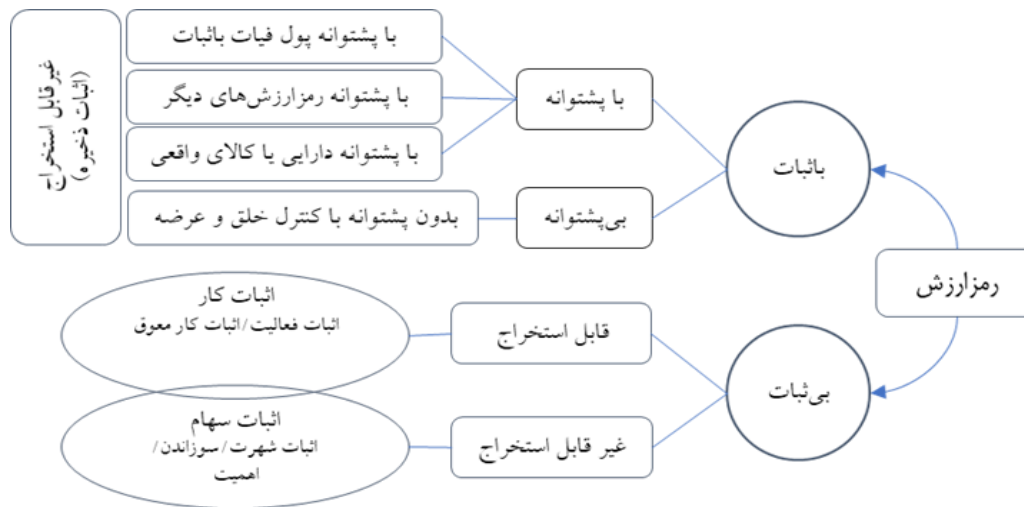 رمزارزش
باثبات
با پشتوانه
با پشتوانه پول فیات باثبات
با پشتوانه رمزارزش‌های دیگر
با پشتوانه دارایی یا کالای واقعی
بی‌پشتوانه
بدون پشتوانه با کنترل خلق و عرضه
غیرقابل استخراج
(اثبات ذخیره)
بی‌ثبات
قابل استخراج
اثبات کار
اثبات فعالیت/اثبات کار معوق
غیر قابل استخراج
اثبات سهام
اثبات شهرت/سوزاندن/
اهمیت